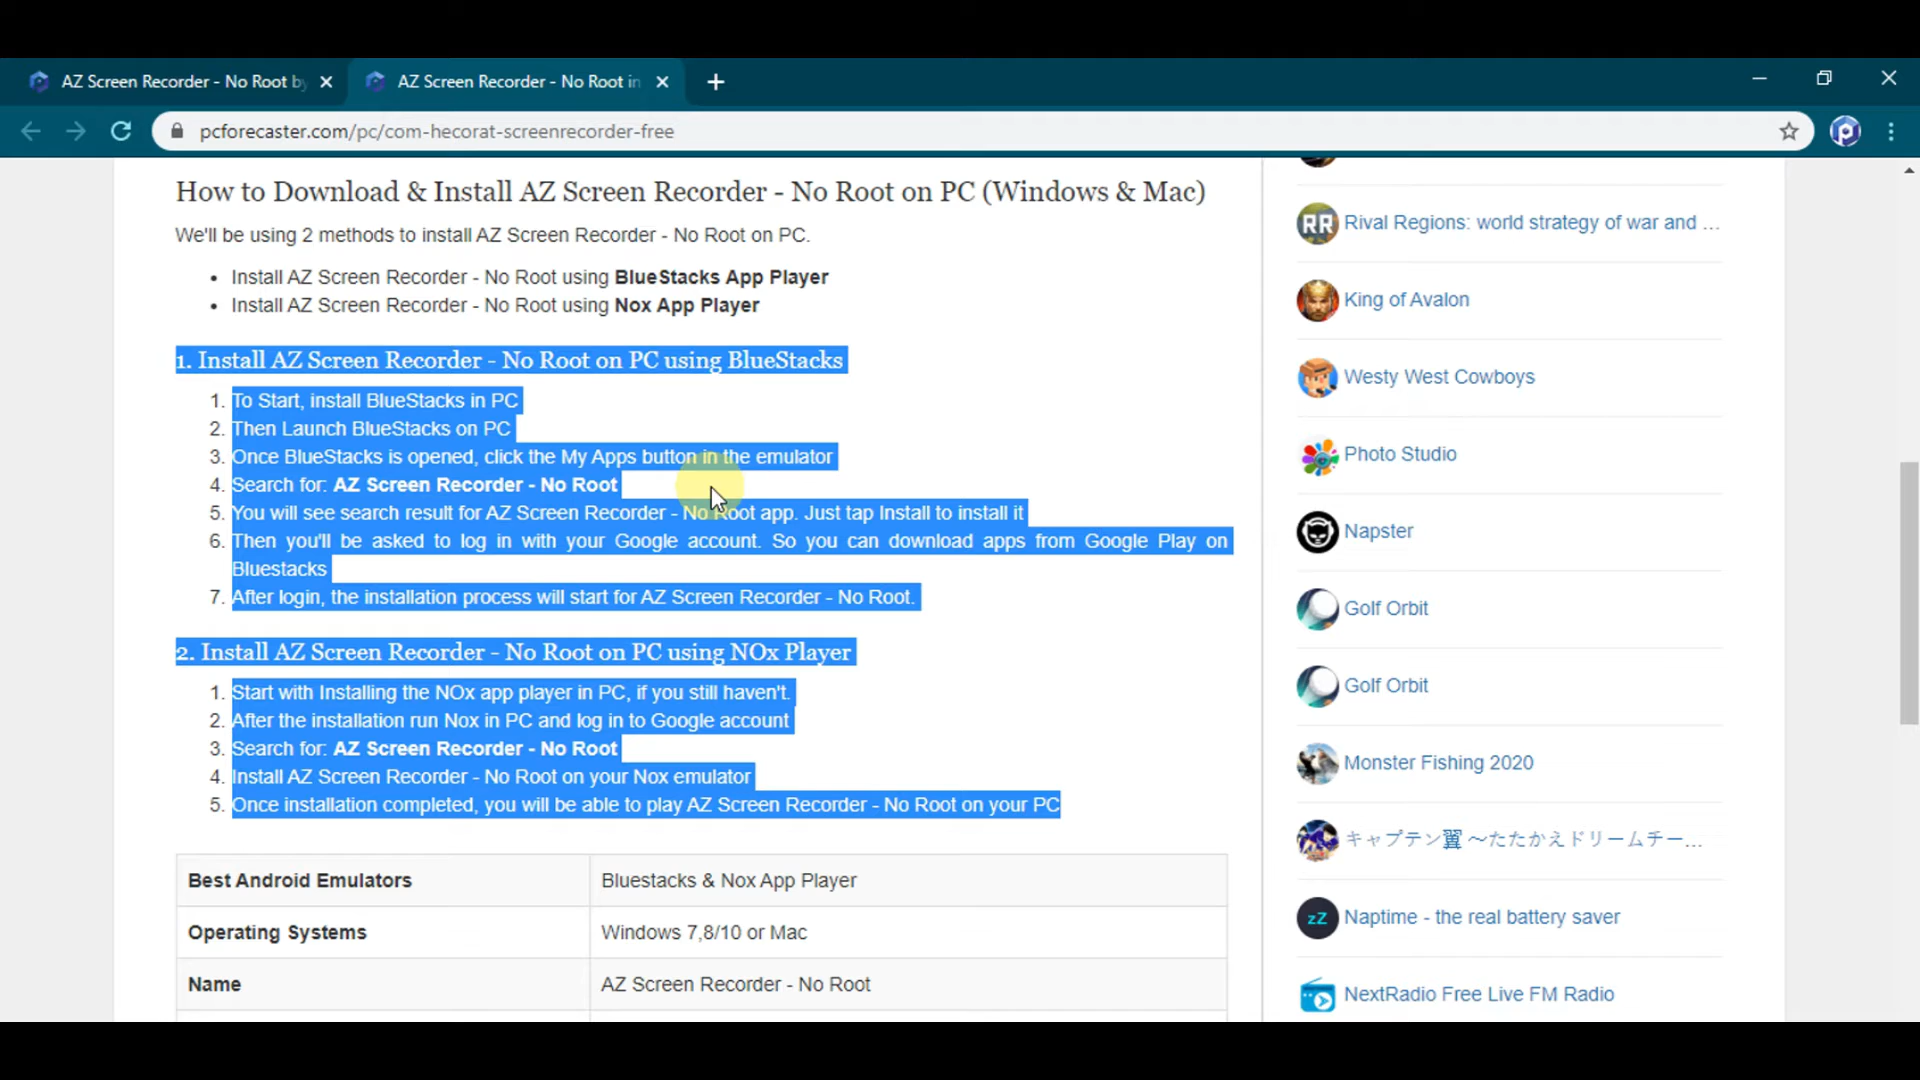 AZ Screen Recorder - No Root by
AZ Screen Recorder - No Root in
pcforecaster.com/pc/com-hecorat-screenrecorder-free
How to Download & Install AZ Screen Recorder - No Root on PC (Windows & Mac)
We'll be using 2 methods to install AZ Screen Recorder - No Root on PC.
• Install AZ Screen Recorder - No Root using BlueStacks App Player
• Install AZ Screen Recorder - No Root using Nox App Player
1. Install AZ Screen Recorder - No Root on PC using BlueStacks
1. To Start, install BlueStacks in PC
2. Then Launch BlueStacks on PC
3. Once BlueStacks is opened, click the My Apps button in the emulator
4. Search for: AZ Screen Recorder - No Root
5. You will see search result for AZ Screen Recorder - No Root app. Just tap Install to install it
6. Then you'll be asked to log in with your Google account. So you can download apps from Google Play on
Bluestacks
7. After login, the installation process will start for AZ Screen Recorder - No Root.
2. Install AZ Screen Recorder - No Root on PC using NOx Player
1. Start with Installing the NOx app player in PC, if you still haven't.
2. After the installation run Nox in PC and log in to Google account
3. Search for: AZ Screen Recorder - No Root
4. Install AZ Screen Recorder - No Root on your Nox emulator
5. Once installation completed, you will be able to play AZ Screen Recorder - No Root on your PC
Best Android Emulators Bluestacks & Nox App Player
Operating Systems Windows 7,8/10 or Mac
Name AZ Screen Recorder - No Root
RR Rival Regions: world strategy of war and ...
King of Avalon
Westy West Cowboys
Photo Studio
Napster
Golf Orbit
Golf Orbit
Monster Fishing 2020
キャプテン翼 〜たたかえドリームチー...
zZ Naptime - the real battery saver
NextRadio Free Live FM Radio